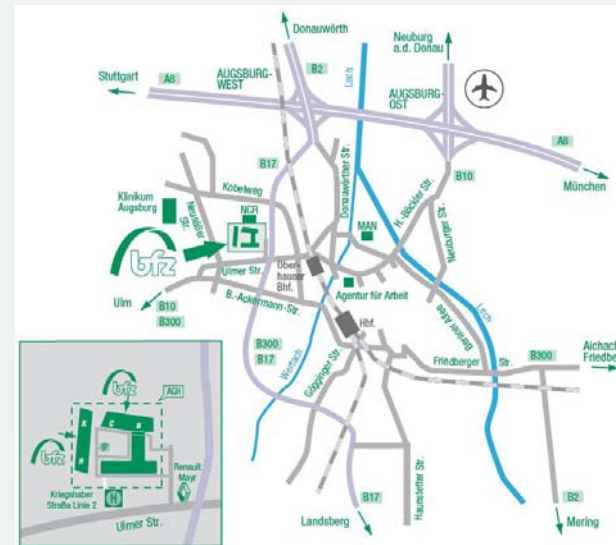 Donauwörth
Neuburg
a.d. Donau
B2
Stuttgart
A8
AUGSBURG-
WEST
Lech
AUGSBURG-
OST
A8
München
B17
Donauwörther Str.
B10
Kobelweg
H.-Böckler Str.
Neuburger Str.
Klinikum
Augsburg
Neusäßer
Str.
NCR
MAN
bfz
Ulmer Str.
Ober-
hauser
Bhf.
Agentur für Arbeit
Ulm
B.-Ackermann-Str.
B10
B300
Hbf.
Wertach
Lech
Berliner Allee
Aichach
Friedbe
B300
B17
Gögginger Str.
Friedberger
Str.
B300
Haunstetter Str.
B17
Landsberg
B2
Mering
bfz
AGH
K
C
B
bfz
H
P
Renault
Mayr
Kriegshaber
Straße Linie 2
H
Ulmer Str.